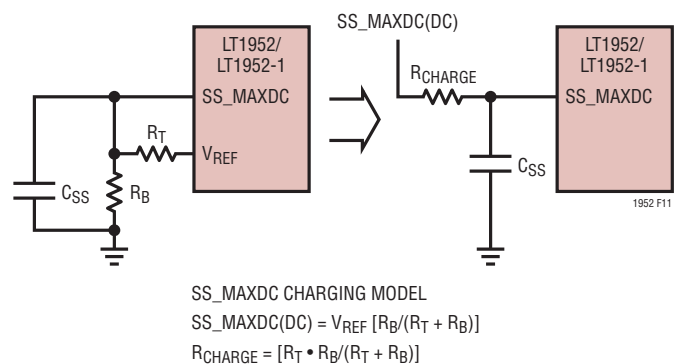 SS_MAXDC(DC)
LT1952/
LT1952-1
SS_MAXDC
RT
VREF
CSS
RB
RCHARGE
LT1952/
LT1952-1
SS_MAXDC
CSS
1952 F11
SS_MAXDC CHARGING MODEL
SS_MAXDC(DC) = VREF [RB/(RT + RB)]
RCHARGE = [RT • RB/(RT + RB)]